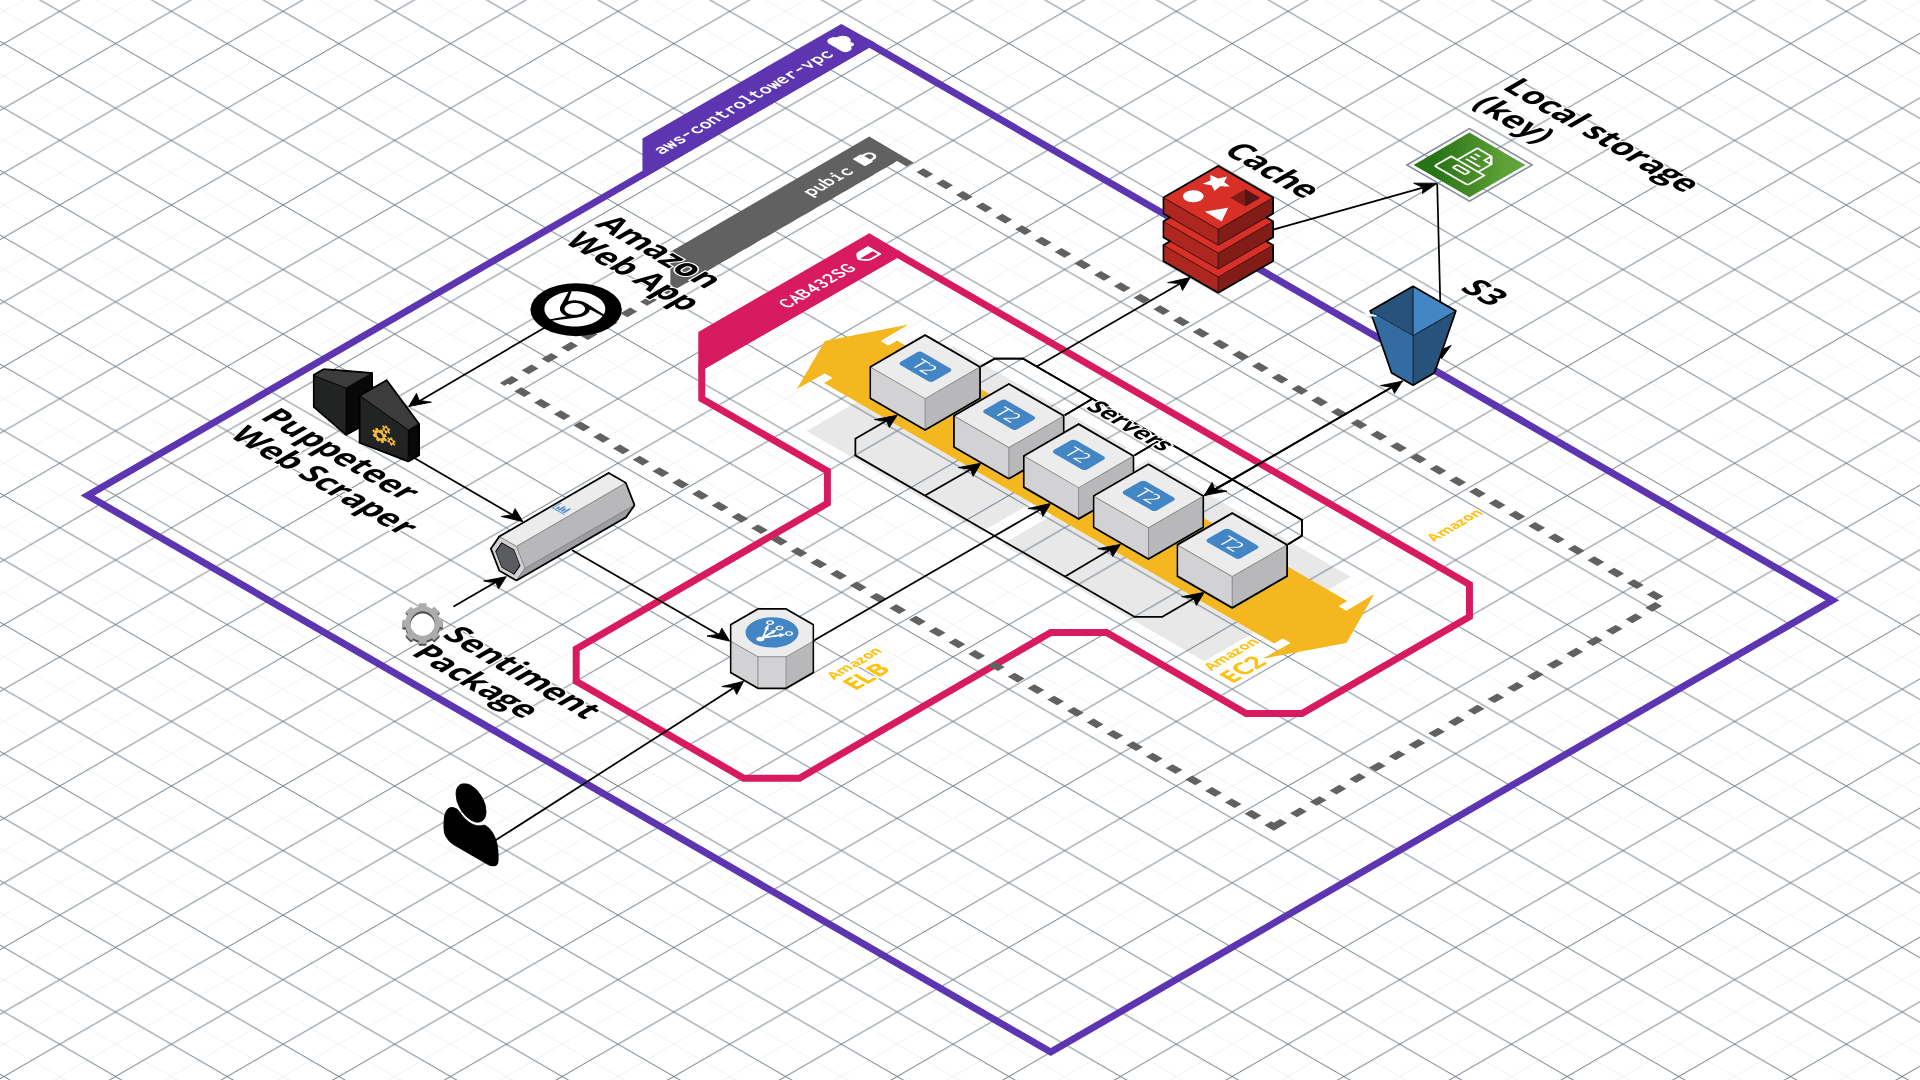 aws-controltower-vpc
pubic
Amazon
Web App
CAB432SG
Cache
Local storage
(key)
S3
T2
T2
T2
T2
T2
Servers
Puppeteer
Web Scraper
Sentiment
Package
Amazon
ELB
Amazon
EC2
Amazon